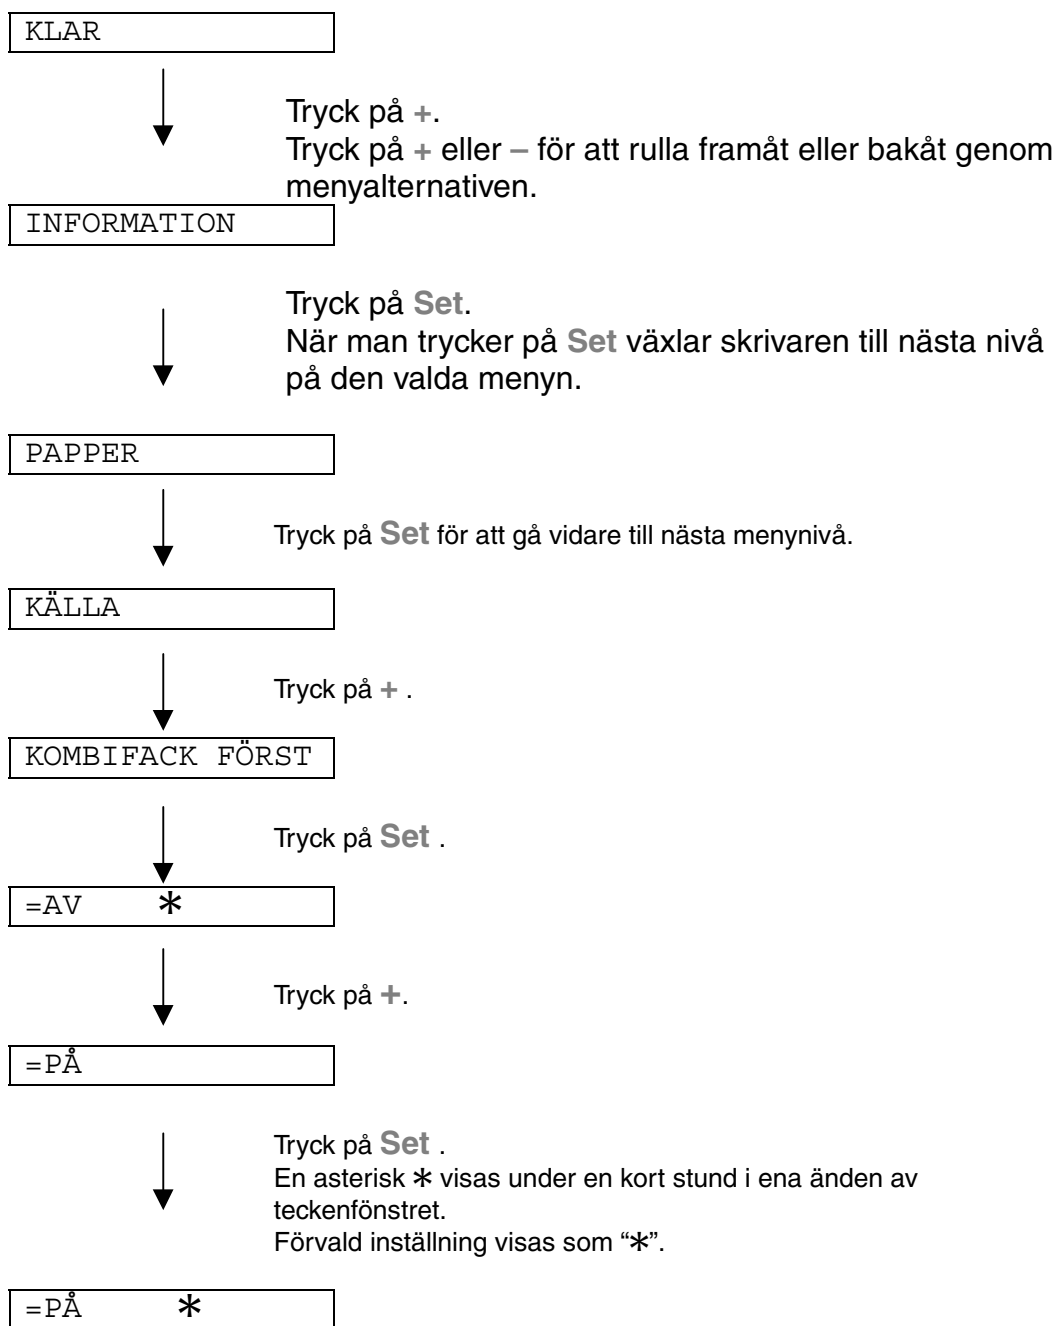 KLAR
Tryck på +.
Tryck på + eller – för att rulla framåt eller bakåt genom
menyalternativen.
INFORMATION
Tryck på Set.
När man trycker på Set växlar skrivaren till nästa nivå
på den valda menyn.
PAPPER
Tryck på Set för att gå vidare till nästa menynivå.
KÄLLA
Tryck på + .
KOMBIFACK FÖRST
Tryck på Set .
=AV *
Tryck på +.
=PÅ
Tryck på Set .
En asterisk * visas under en kort stund i ena änden av
teckenfönstret.
Förvald inställning visas som “*”.
=PÅ *